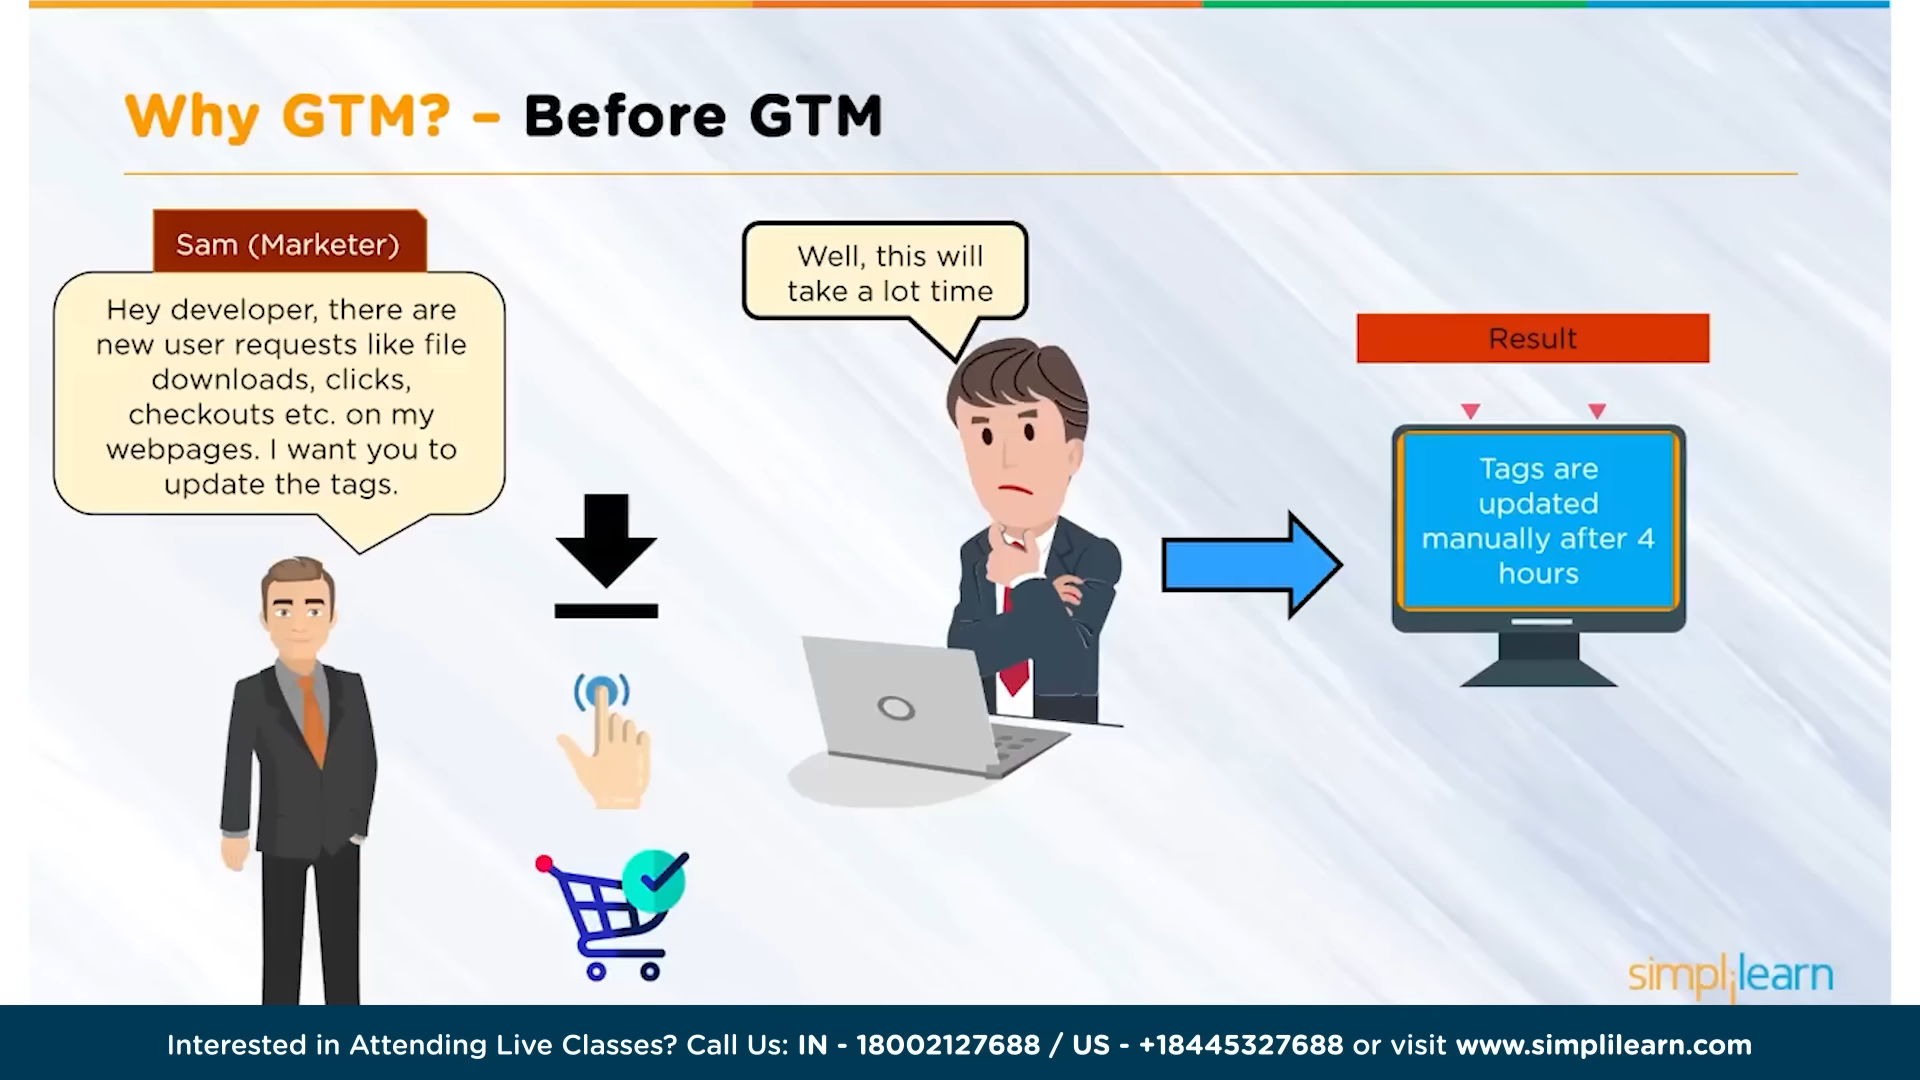 Why GTM? – Before GTM
Sam (Marketer)
Hey developer, there are
new user requests like file
downloads, clicks,
checkouts etc. on my
webpages. I want you to
update the tags.
Well, this will
take a lot time
Result
Tags are
updated
manually after 4
hours
simplilearn
Interested in Attending Live Classes? Call Us: IN - 18002127688 / US - +18445327688 or visit www.simplilearn.com